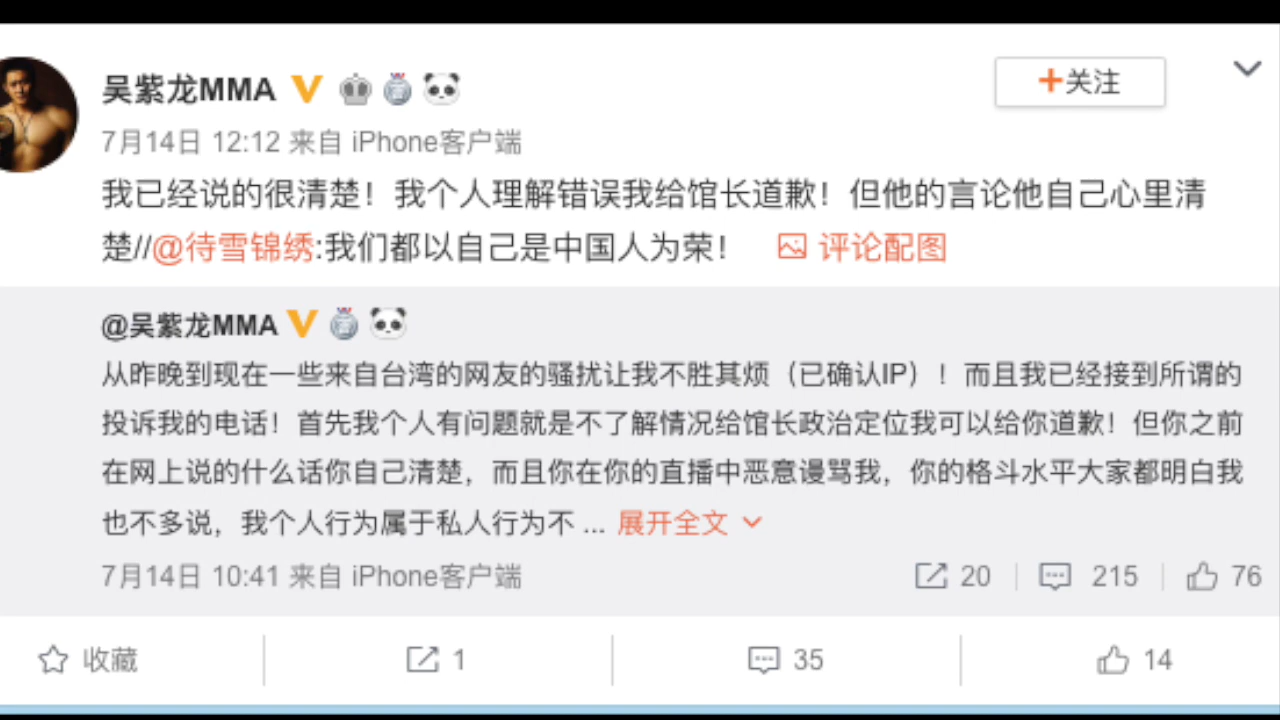 吴紫龙MMA
+关注
7月14日 12:12 来自 iPhone客户端
我已经说的很清楚！我个人理解错误我给馆长道歉！但他的言论他自己心里清
楚//@待雪锦绣:我们都以自己是中国人为荣！ 评论配图
@吴紫龙MMA
从昨晚到现在一些来自台湾的网友的骚扰让我不胜其烦（已确认IP）！而且我已经接到所谓的
投诉我的电话！首先我个人有问题就是不了解情况给馆长政治定位我可以给你道歉！但你之前
在网上说的什么话你自己清楚，而且你在你的直播中恶意谩骂我，你的格斗水平大家都明白我
也不多说，我个人行为属于私人行为不 ... 展开全文
7月14日 10:41 来自 iPhone客户端 20 215 76
收藏 1 35 14